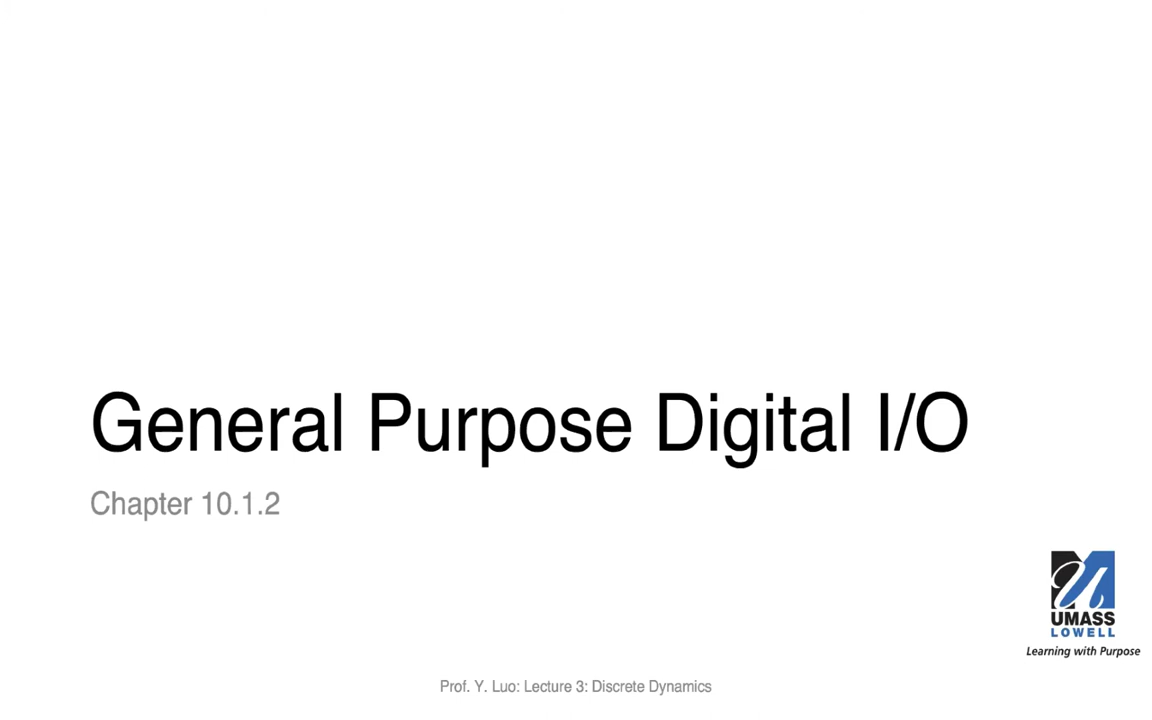 General Purpose Digital I/O
Chapter 10.1.2
UMASS
LOWELL
Learning with Purpose
Prof. Y. Luo: Lecture 3: Discrete Dynamics